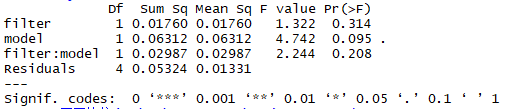 Df Sum Sq Mean Sq F value Pr(>F)
filter 1 0.01760 0.01760 1.322 0.314
model 1 0.06312 0.06312 4.742 0.095 .
filter:model 1 0.02987 0.02987 2.244 0.208
Residuals 4 0.05324 0.01331
---
Signif. codes: 0 ‘***’ 0.001 ‘**’ 0.01 ‘*’ 0.05 ‘.’ 0.1 ‘ ’ 1